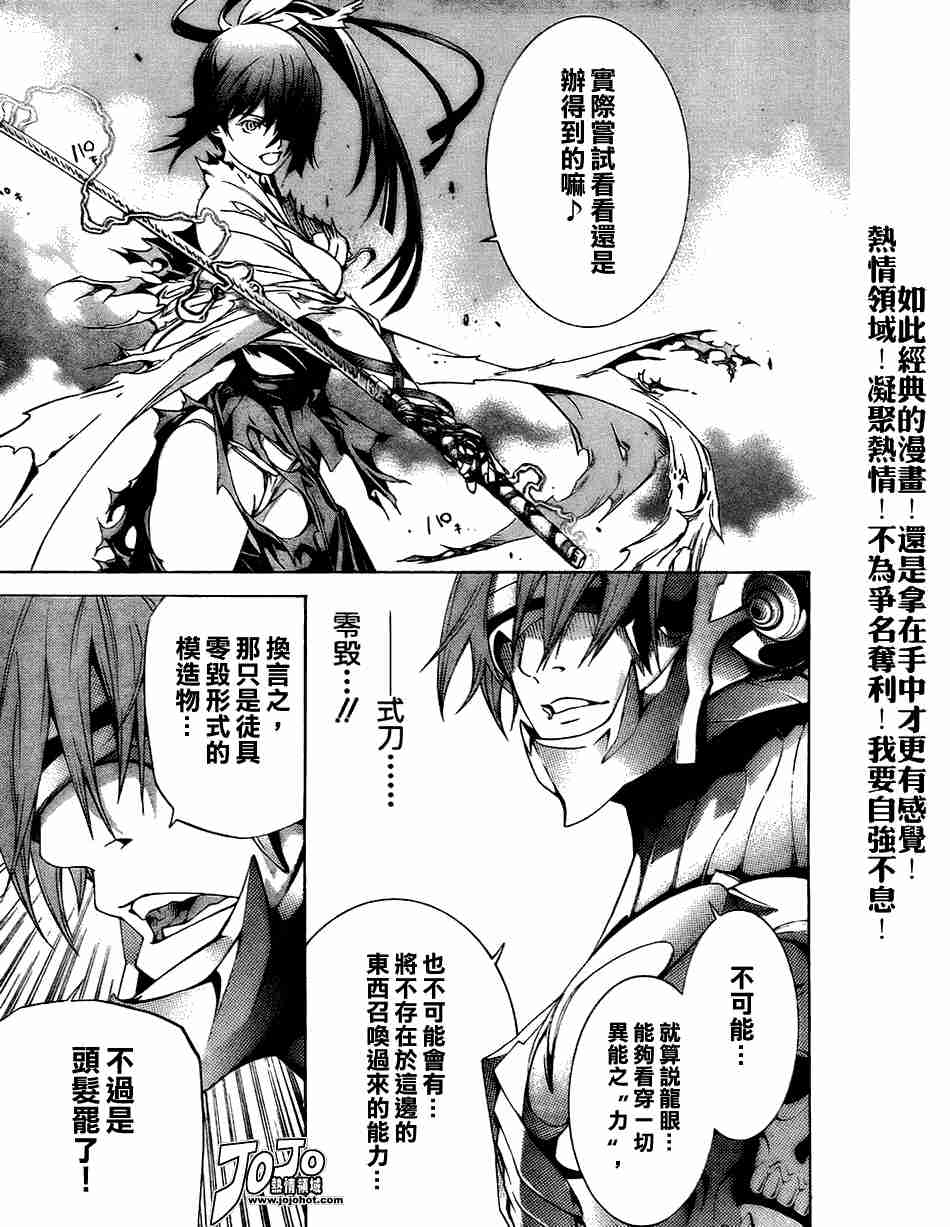 實際嘗試看看還是
辦得到的嘛♪
如此經典的漫畫！還是拿在手中才更有感覺！
熱情領域！凝聚熱情！不為爭名奪利！我要自強不息！
110
110
110
——式刀……
零毀…!!
不可能…
就算説龍眼…
能夠看穿一切
異能之〝力〞，
也不可能會有…
將不存在於這邊的
東西召喚過來的能力…
換言之，
那只是徒具
零毀形式的
模造物…
不過是
頭髮罷了！
JOJO
熱情領域
www.jojohot.com